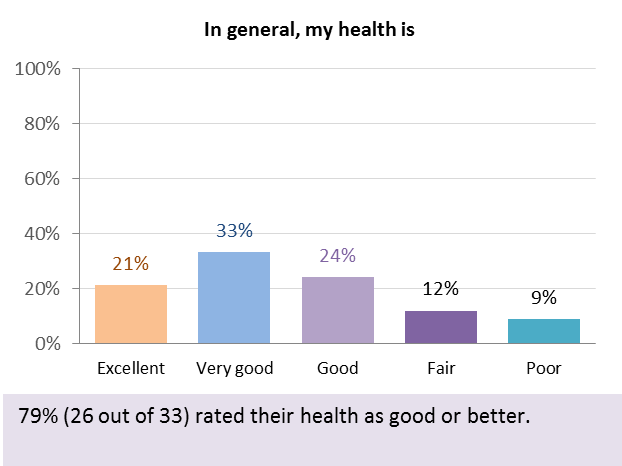 In general, my health is
100%
80%
60%
40%
20%
0%
21%
33%
24%
12%
9%
Excellent
Very good
Good
Fair
Poor
79% (26 out of 33) rated their health as good or better.